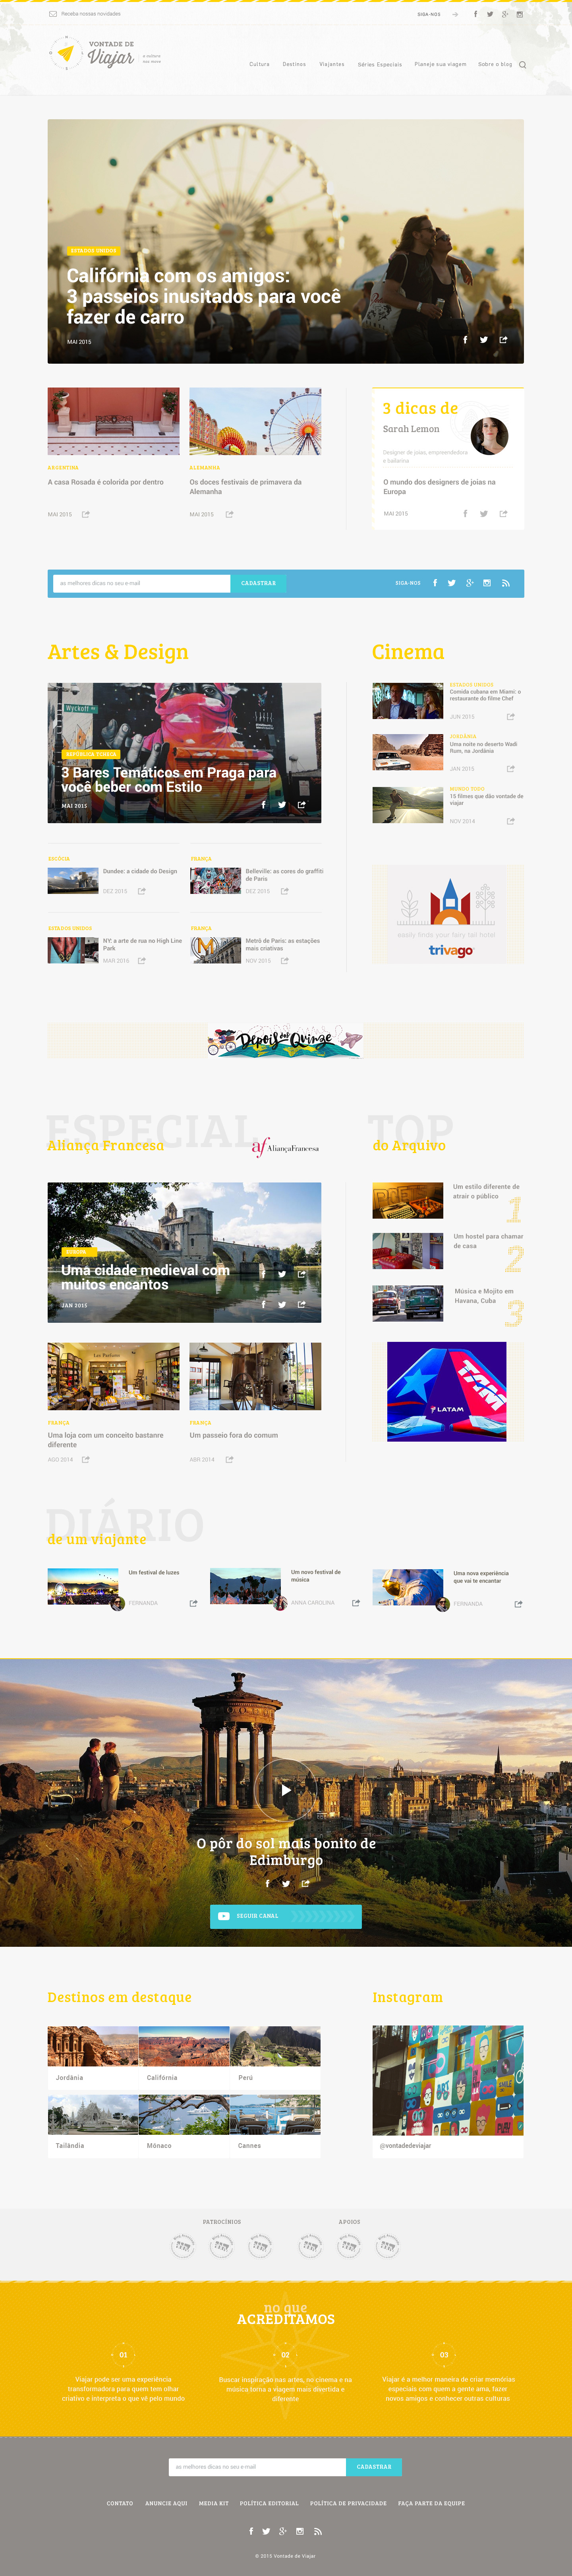 Receba nossas novidades
SIGA-NOS
VONTADE DE
Viajar
a cultura
nos move
Cultura
Destinos
Viajantes
Séries Especiais
Planeje sua viagem
Sobre o blog
ESTADOS UNIDOS
Califórnia com os amigos:
3 passeios inusitados para você
fazer de carro
MAI 2015
ARGENTINA
A casa Rosada é colorida por dentro
MAI 2015
ALEMANHA
Os doces festivais de primavera da
Alemanha
MAI 2015
3 dicas de
Sarah Lemon
Designer de joias, empreendedora
e bailarina
O mundo dos designers de joias na
Europa
MAI 2015
as melhores dicas no seu e-mail
CADASTRAR
SIGA-NOS
Artes & Design
Wyckoff
REPÚBLICA TCHECA
3 Bares Temáticos em Praga para
você beber com Estilo
MAI 2015
ESCÓCIA
Dundee: a cidade do Design
DEZ 2015
FRANÇA
Belleville: as cores do graffiti
de Paris
DEZ 2015
ESTADOS UNIDOS
NY: a arte de rua no High Line
Park
MAR 2015
FRANÇA
Metrô de Paris: as estações
mais criativas
NOV 2015
Cinema
ESTADOS UNIDOS
Comida cubana em Miami: o
restaurante do filme Chef
JUN 2015
JORDÂNIA
Uma noite no deserto Wadi
Rum, na Jordânia
JAN 2015
MUNDO TODO
15 filmes que dão vontade de
viajar
NOV 2014
easily finds your fairy tail hotel
trivago
Depois dos Quinze
ESPECIAL
Aliança Francesa
af AliançaFrancesa
EUROPA
Uma cidade medieval com
muitos encantos
JAN 2015
Les Parfums
FRANÇA
Uma loja com um conceito bastanre
diferente
AGO 2014
FRANÇA
Um passeio fora do comum
ABR 2014
TOP
do Arquivo
Um estilo diferente de
atrair o público
1
Um hostel para chamar
de casa
2
Música e Mojito em
Havana, Cuba
3
TAM
LATAM
DIÁRIO
de um viajante
Um festival de luzes
FERNANDA
Um novo festival de
música
ANNA CAROLINA
Uma nova experiência
que vai te encantar
FERNANDA
O pôr do sol mais bonito de
Edimburgo
SEGUIR CANAL
Destinos em destaque
Jordânia
Califórnia
Perú
Tailândia
Mônaco
Cannes
Instagram
@vontadedeviajar
PATROCÍNIOS
APOIOS
no que
ACREDITAMOS
01
Viajar pode ser uma experiência
transformadora para quem tem olhar
criativo e interpreta o que vê pelo mundo
02
Buscar inspiração nas artes, no cinema e na
música torna a viagem mais divertida e
diferente
03
Viajar é a melhor maneira de criar memórias
especiais com quem a gente ama, fazer
novos amigos e conhecer outras culturas
as melhores dicas no seu e-mail
CADASTRAR
CONTATO
ANUNCIE AQUI
MEDIA KIT
POLÍTICA EDITORIAL
POLÍTICA DE PRIVACIDADE
FAÇA PARTE DA EQUIPE
© 2015 Vontade de Viajar